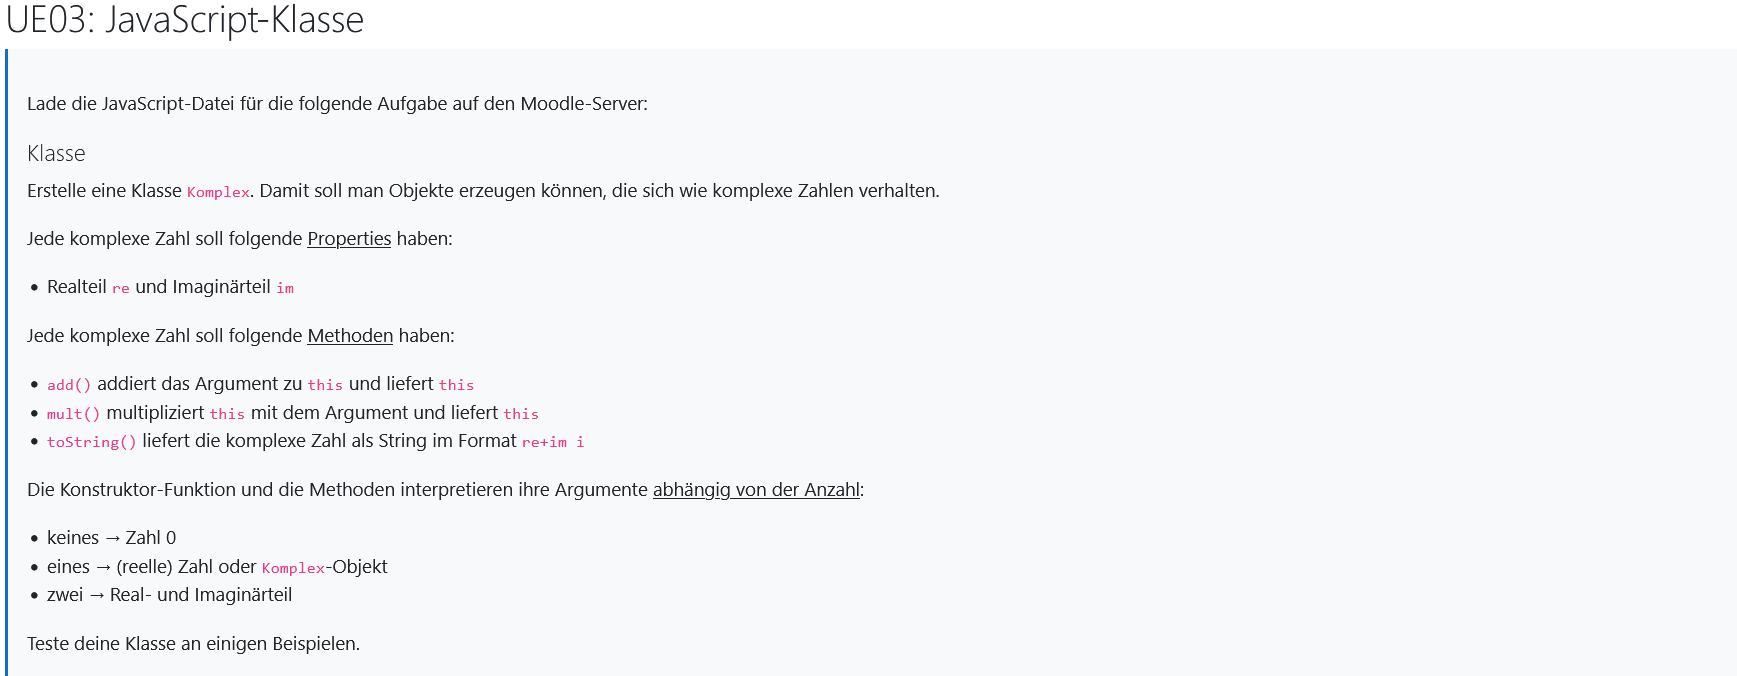 UE03: JavaScript-Klasse
Lade die JavaScript-Datei für die folgende Aufgabe auf den Moodle-Server:
Klasse
Erstelle eine Klasse Komplex. Damit soll man Objekte erzeugen können, die sich wie komplexe Zahlen verhalten.
Jede komplexe Zahl soll folgende Properties haben:
• Realteil re und Imaginärteil im
Jede komplexe Zahl soll folgende Methoden haben:
• add() addiert das Argument zu this und liefert this
• mult() multipliziert this mit dem Argument und liefert this
• toString() liefert die komplexe Zahl als String im Format re+im i
Die Konstruktor-Funktion und die Methoden interpretieren ihre Argumente abhängig von der Anzahl:
• keines → Zahl 0
• eines → (reelle) Zahl oder Komplex-Objekt
• zwei → Real- und Imaginärteil
Teste deine Klasse an einigen Beispielen.